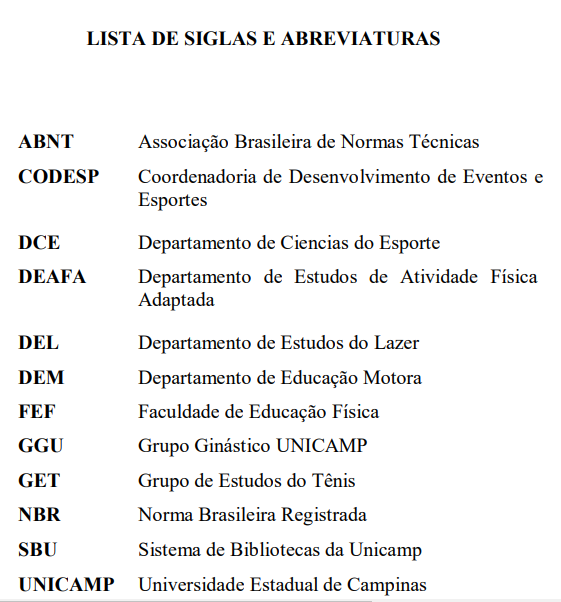 LISTA DE SIGLAS E ABREVIATURAS
ABNT Associação Brasileira de Normas Técnicas
CODESP Coordenadoria de Desenvolvimento de Eventos e
Esportes
DCE Departamento de Ciencias do Esporte
DEAFA Departamento de Estudos de Atividade Física
Adaptada
DEL Departamento de Estudos do Lazer
DEM Departamento de Educação Motora
FEF Faculdade de Educação Física
GGU Grupo Ginástico UNICAMP
GET Grupo de Estudos do Tênis
NBR Norma Brasileira Registrada
SBU Sistema de Bibliotecas da Unicamp
UNICAMP Universidade Estadual de Campinas